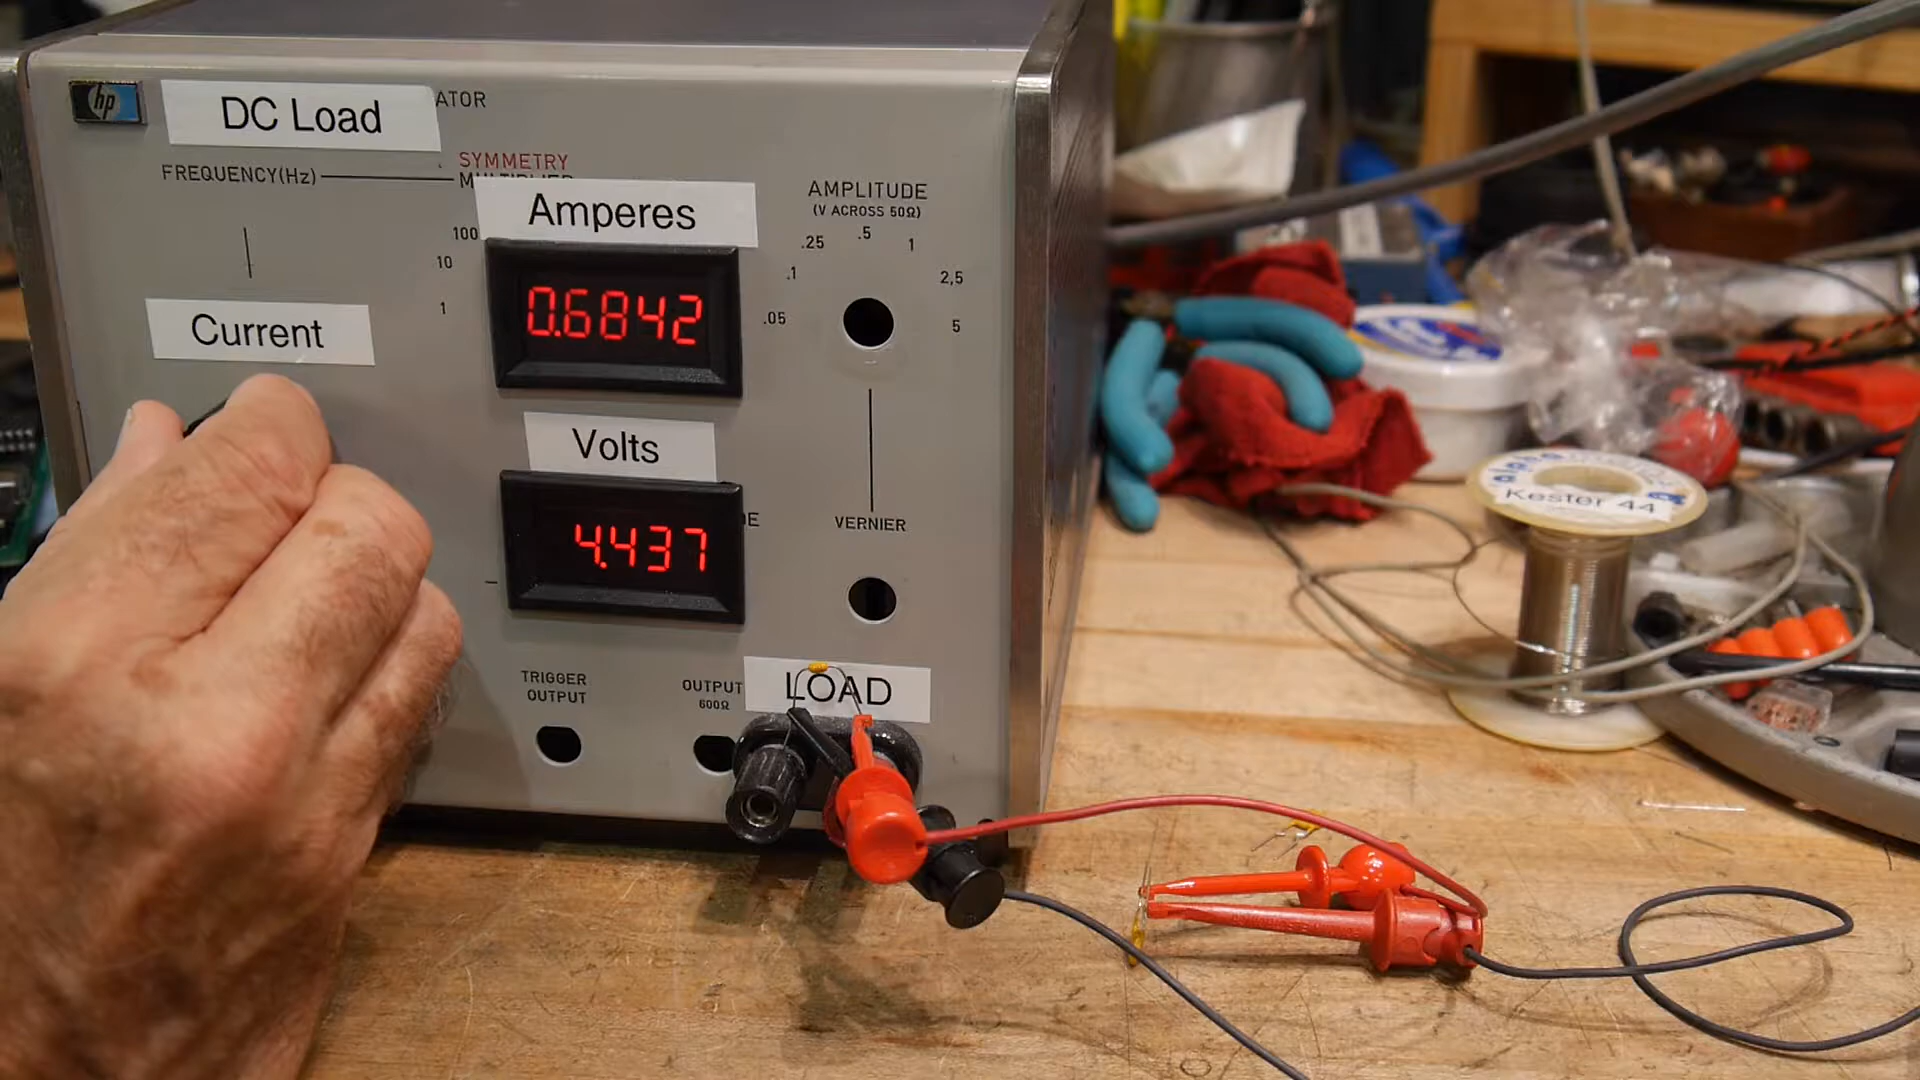 hp
DC Load
ATOR
FREQUENCY(Hz)
SYMMETRY
Amperes
AMPLITUDE
(V ACROSS 50Ω)
100
10
1
.05
.1
.25
.5
1
2,5
5
0.6842
Current
Volts
4.437
DE
VERNIER
TRIGGER
OUTPUT
OUTPUT
600Ω
LOAD
Kester 44